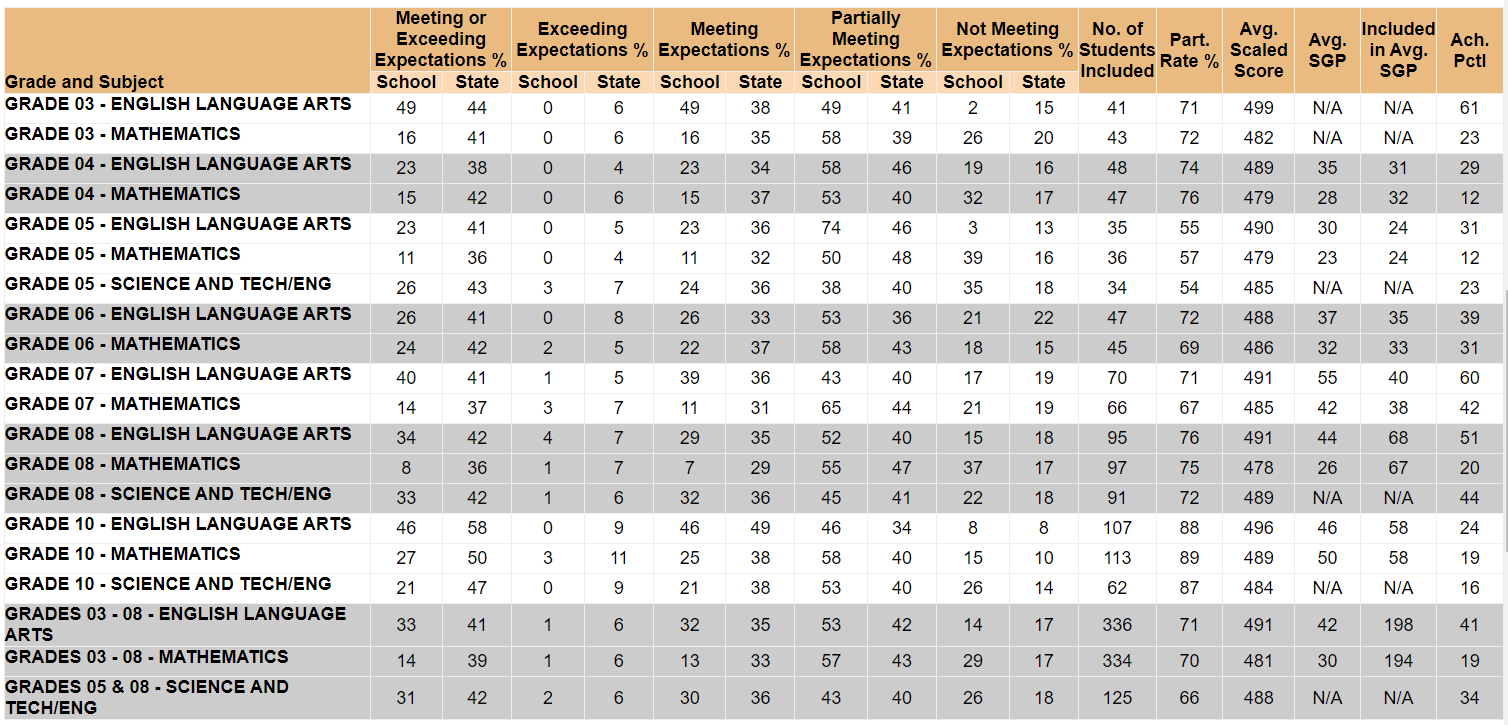 Grade and Subject Meeting or Exceeding Expectations % Exceeding Expectations % Meeting Expectations % Partially Meeting Expectations % Not Meeting Expectations % No. of Students Included Part. Rate % Avg. Scaled Score Avg. SGP Included in Avg. SGP Ach. Pctl
School State School State School State School State School State
GRADE 03 - ENGLISH LANGUAGE ARTS 49 44 0 6 49 38 49 41 2 15 41 71 499 N/A N/A 61
GRADE 03 - MATHEMATICS 16 41 0 6 16 35 58 39 26 20 43 72 482 N/A N/A 23
GRADE 04 - ENGLISH LANGUAGE ARTS 23 38 0 4 23 34 58 46 19 16 48 74 489 35 31 29
GRADE 04 - MATHEMATICS 15 42 0 6 15 37 53 40 32 17 47 76 479 28 32 12
GRADE 05 - ENGLISH LANGUAGE ARTS 23 41 0 5 23 36 74 46 3 13 35 55 490 30 24 31
GRADE 05 - MATHEMATICS 11 36 0 4 11 32 50 48 39 16 36 57 479 23 24 12
GRADE 05 - SCIENCE AND TECH/ENG 26 43 3 7 24 36 38 40 35 18 34 54 485 N/A N/A 23
GRADE 06 - ENGLISH LANGUAGE ARTS 26 41 0 8 26 33 53 36 21 22 47 72 488 37 35 39
GRADE 06 - MATHEMATICS 24 42 2 5 22 37 58 43 18 15 45 69 486 32 33 31
GRADE 07 - ENGLISH LANGUAGE ARTS 40 41 1 5 39 36 43 40 17 19 70 71 491 55 40 60
GRADE 07 - MATHEMATICS 14 37 3 7 11 31 65 44 21 19 66 67 485 42 38 42
GRADE 08 - ENGLISH LANGUAGE ARTS 34 42 4 7 29 35 52 40 15 18 95 76 491 44 68 51
GRADE 08 - MATHEMATICS 8 36 1 7 7 29 55 47 37 17 97 75 478 26 67 20
GRADE 08 - SCIENCE AND TECH/ENG 33 42 1 6 32 36 45 41 22 18 91 72 489 N/A N/A 44
GRADE 10 - ENGLISH LANGUAGE ARTS 46 58 0 9 46 49 46 34 8 8 107 88 496 46 58 24
GRADE 10 - MATHEMATICS 27 50 3 11 25 38 58 40 15 10 113 89 489 50 58 19
GRADE 10 - SCIENCE AND TECH/ENG 21 47 0 9 21 38 53 40 26 14 62 87 484 N/A N/A 16
GRADES 03 - 08 - ENGLISH LANGUAGE
ARTS 33 41 1 6 32 35 53 42 14 17 336 71 491 42 198 41
GRADES 03 - 08 - MATHEMATICS 14 39 1 6 13 33 57 43 29 17 334 70 481 30 194 19
GRADES 05 & 08 - SCIENCE AND
TECH/ENG 31 42 2 6 30 36 43 40 26 18 125 66 488 N/A N/A 34